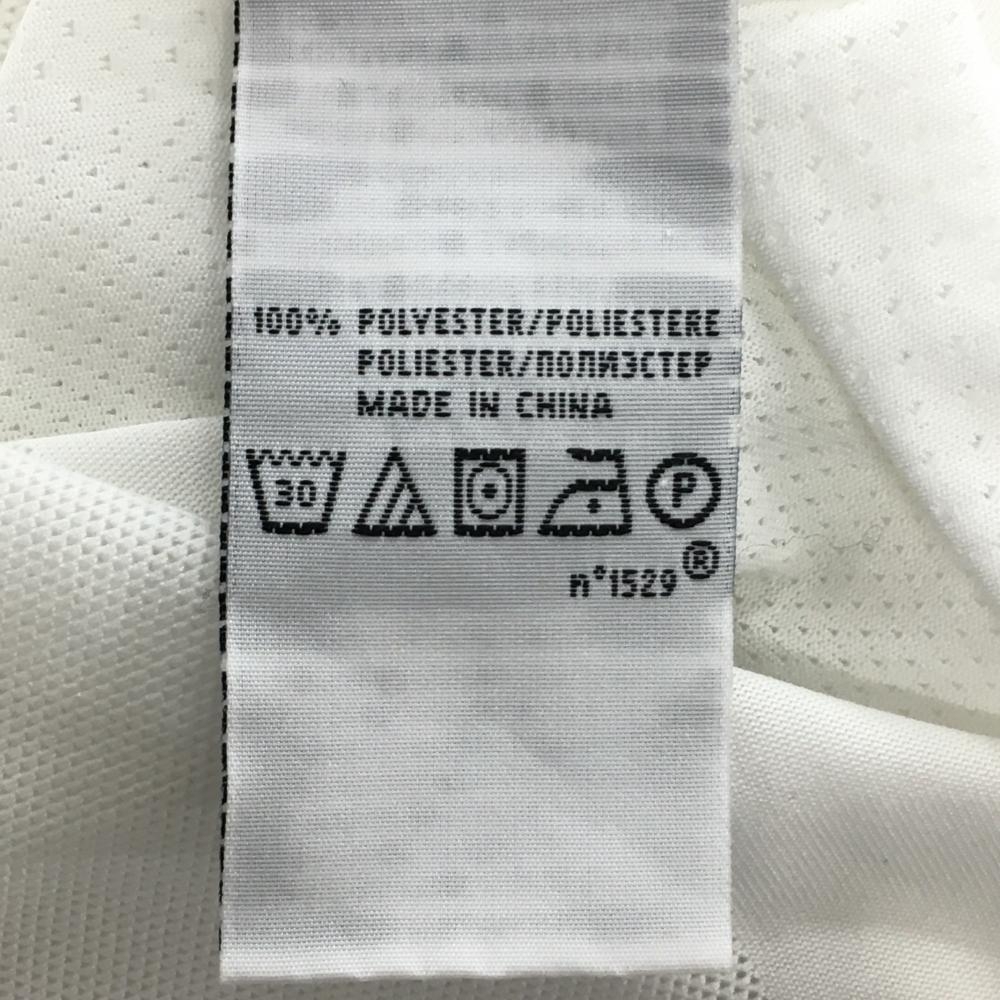 100% POLYESTER/POLIESTERE
POLIESTER/ПОЛИЭСТЕР
MADE IN CHINA
30 P
n°1529®